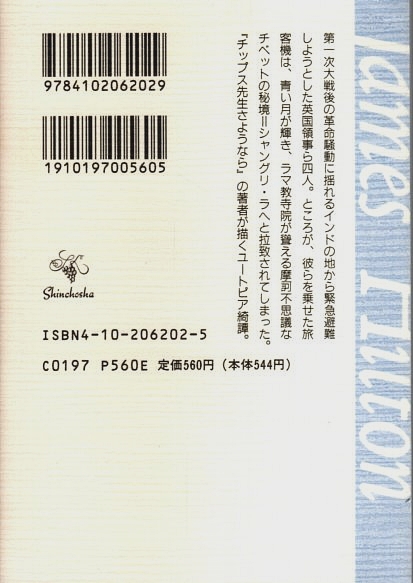 第一次大戦後の革命騒動に揺れるインドの地から緊急避難
しようとした英国領事ら四人。ところが、彼らを乗せた旅
客機は、青い月が輝き、ラマ教寺院が聳える摩訶不思議な
チベットの秘境＝シャングリ・ラへと拉致されてしまった。
『チップス先生さようなら』の著者が描くユートピア綺譚。
James Hilton
9784102062029
1910197005605
Shinchosha
ISBN4-10-206202-5
C0197 P560E 定価560円（本体544円）